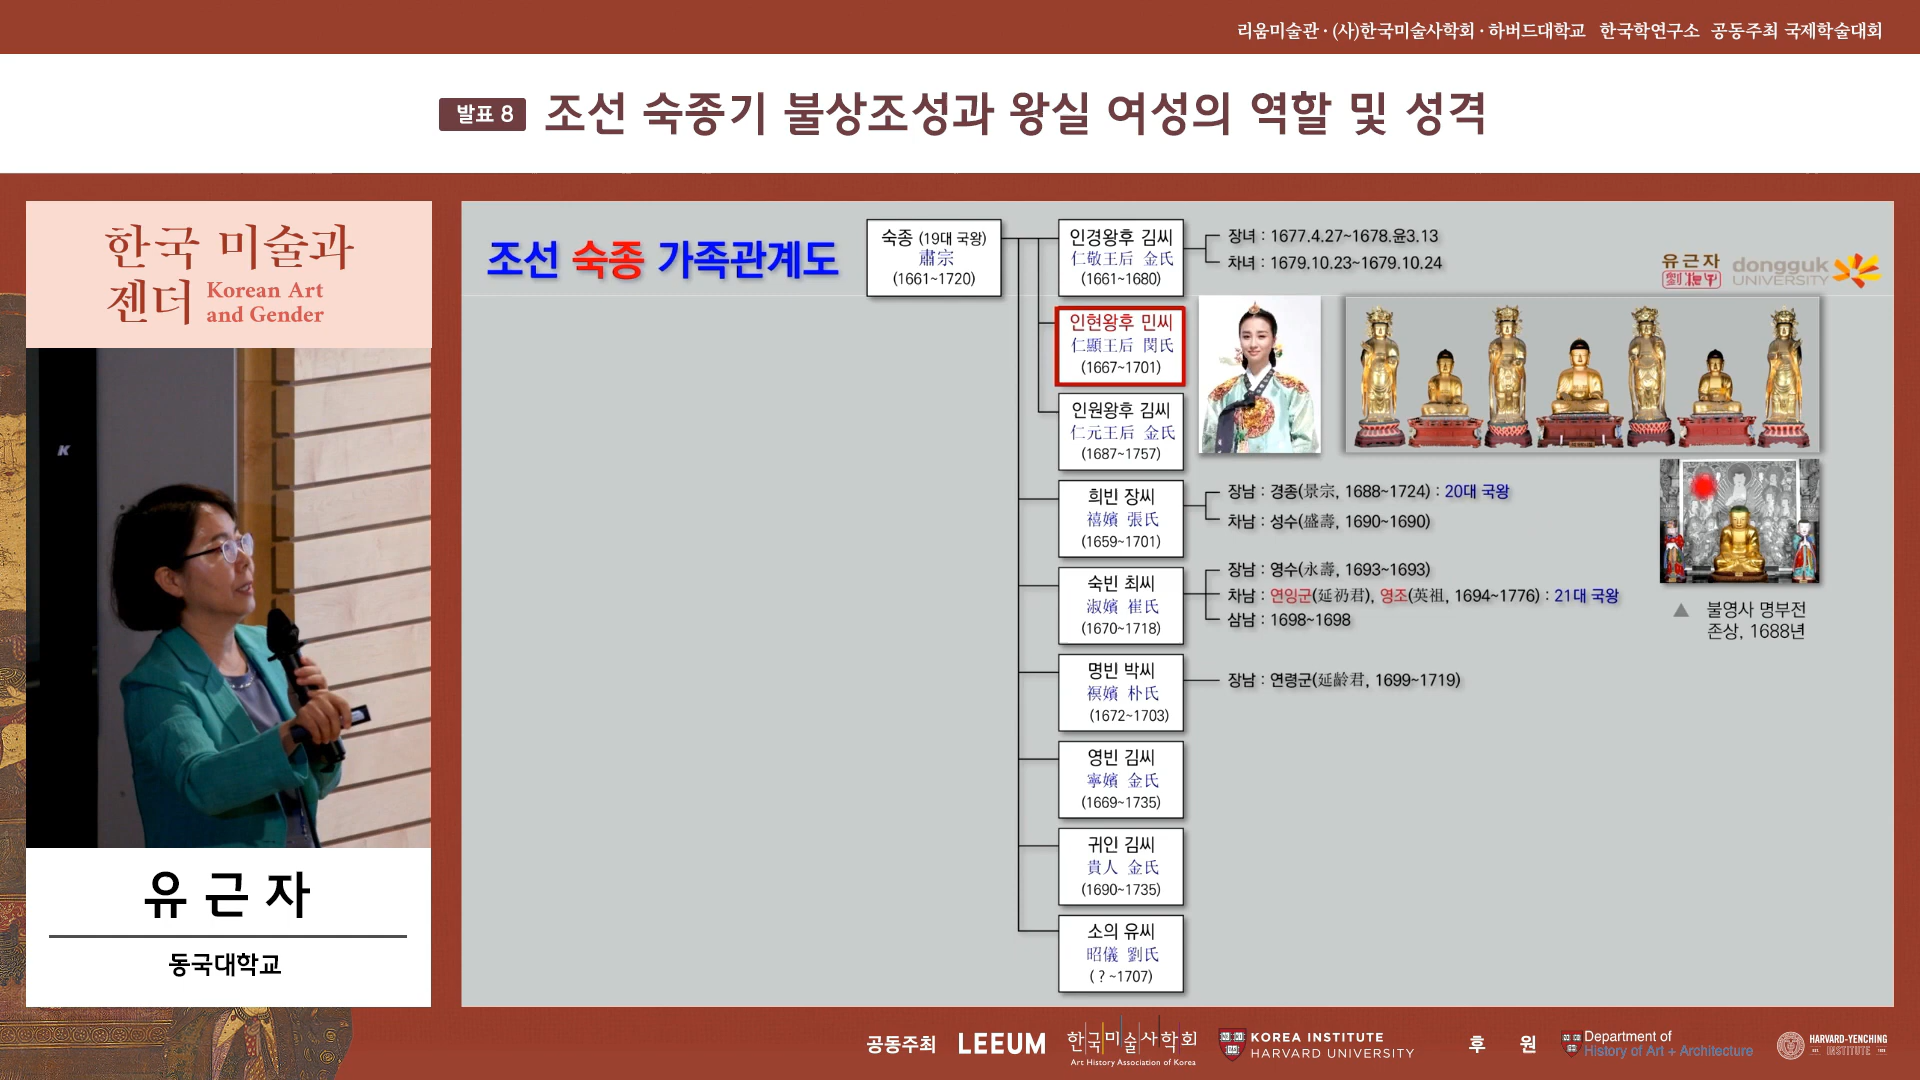 리움미술관 · (사)한국미술사학회 · 하버드대학교 한국학연구소 공동주최 국제학술대회
발표 8 조선 숙종기 불상조성과 왕실 여성의 역할 및 성격
한국 미술과
젠더 Korean Art
and Gender
K
유근자
동국대학교
조선 숙종 가족관계도
숙종 (19대 국왕)
肅宗
(1661~1720)
인경왕후 김씨
仁敬王后 金氏
(1661~1680)
장녀 : 1677.4.27~1678.윤3.13
차녀 : 1679.10.23~1679.10.24
유근자
dongguk
UNIVERSITY
인현왕후 민씨
仁顯王后 閔氏
(1667~1701)
인원왕후 김씨
仁元王后 金氏
(1687~1757)
희빈 장씨
禧嬪 張氏
(1659~1701)
장남 : 경종(景宗, 1688~1724) : 20대 국왕
차남 : 성수(盛壽, 1690~1690)
숙빈 최씨
淑嬪 崔氏
(1670~1718)
장남 : 영수(永壽, 1693~1693)
차남 : 연잉군(延礽君), 영조(英祖, 1694~1776) : 21대 국왕
삼남 : 1698~1698
▲ 불영사 명부전
존상, 1688년
명빈 박씨
䄙嬪 朴氏
(1672~1703)
장남 : 연령군(延齡君, 1699~1719)
영빈 김씨
寧嬪 金氏
(1669~1735)
귀인 김씨
貴人 金氏
(1690~1735)
소의 유씨
昭儀 劉氏
( ? ~1707)
공동주최 LEEUM 한국미술사학회
Art History Association of Korea
KOREA INSTITUTE
HARVARD UNIVERSITY
후 원
Department of
History of Art + Architecture
HARVARD-YENCHING
INSTITUTE